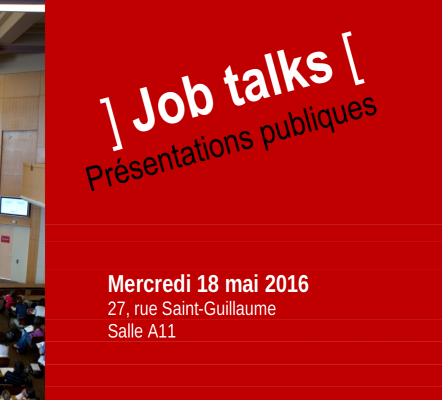 ] Job talks [
Présentations publiques
Mercredi 18 mai 2016
27, rue Saint-Guillaume
Salle A11